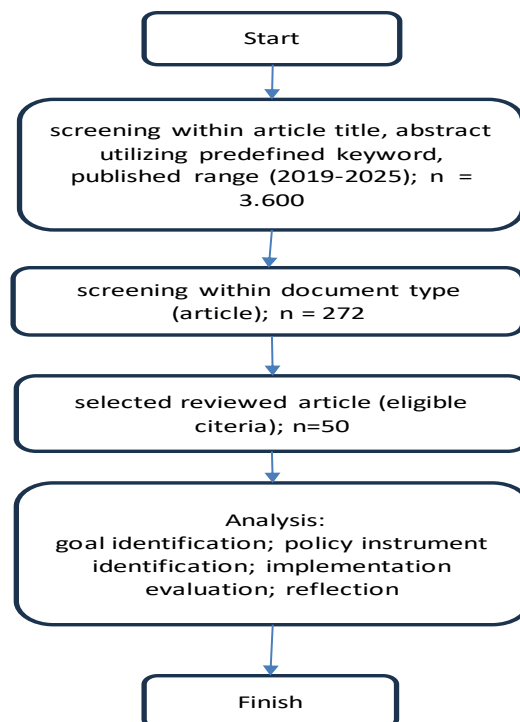 Start
screening within article title, abstract
utilizing predefined keyword,
published range (2019-2025); n =
3.600
screening within document type
(article); n = 272
selected reviewed article (eligible
citeria); n=50
Analysis:
goal identification; policy instrument
identification; implementation
evaluation; reflection
Finish